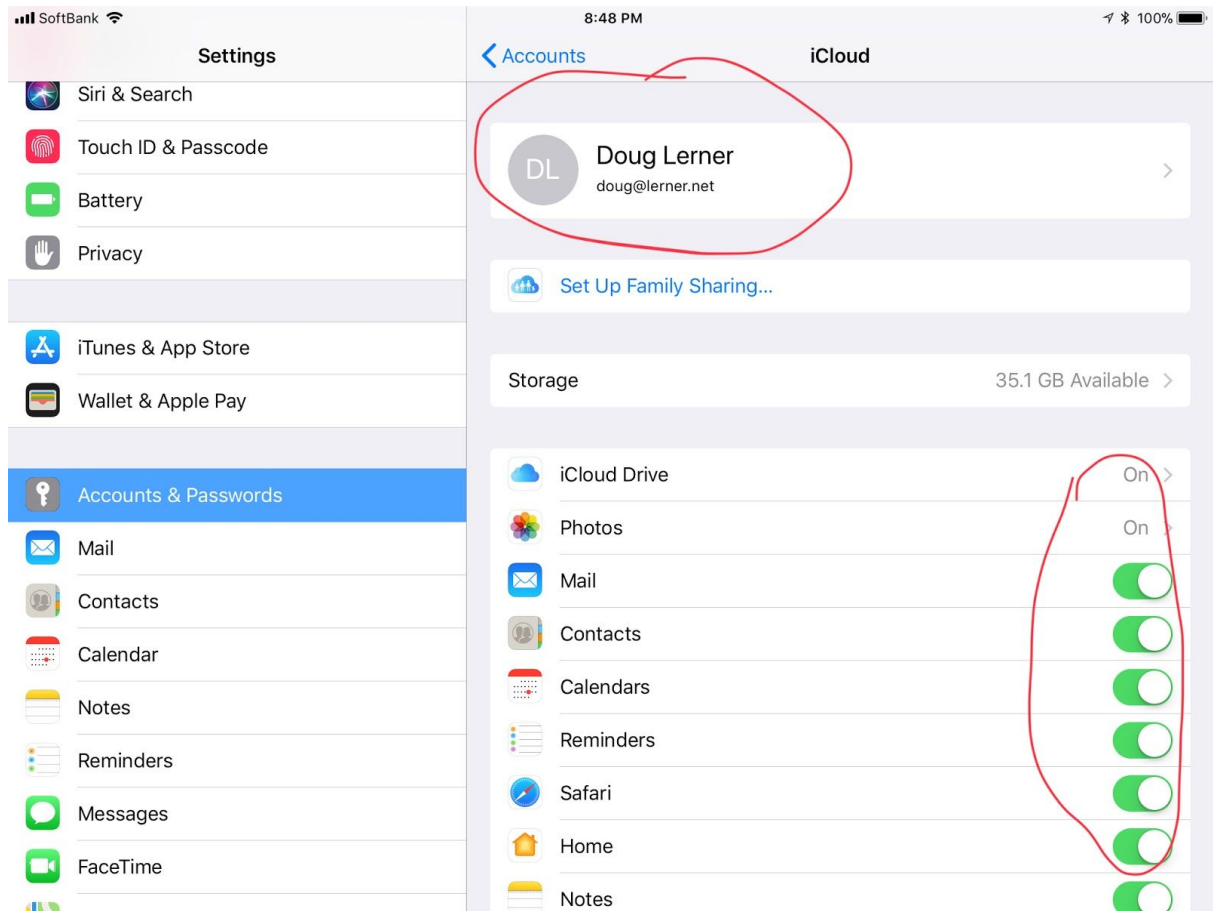 SoftBank
8:48 PM
100%
Settings
Accounts
iCloud
Siri & Search
Touch ID & Passcode
Battery
Privacy
iTunes & App Store
Wallet & Apple Pay
Accounts & Passwords
Mail
Contacts
Calendar
Notes
Reminders
Messages
FaceTime
DL
Doug Lerner
doug@lerner.net
Set Up Family Sharing...
Storage
35.1 GB Available
iCloud Drive
On
Photos
On
Mail
Contacts
Calendars
Reminders
Safari
Home
Notes